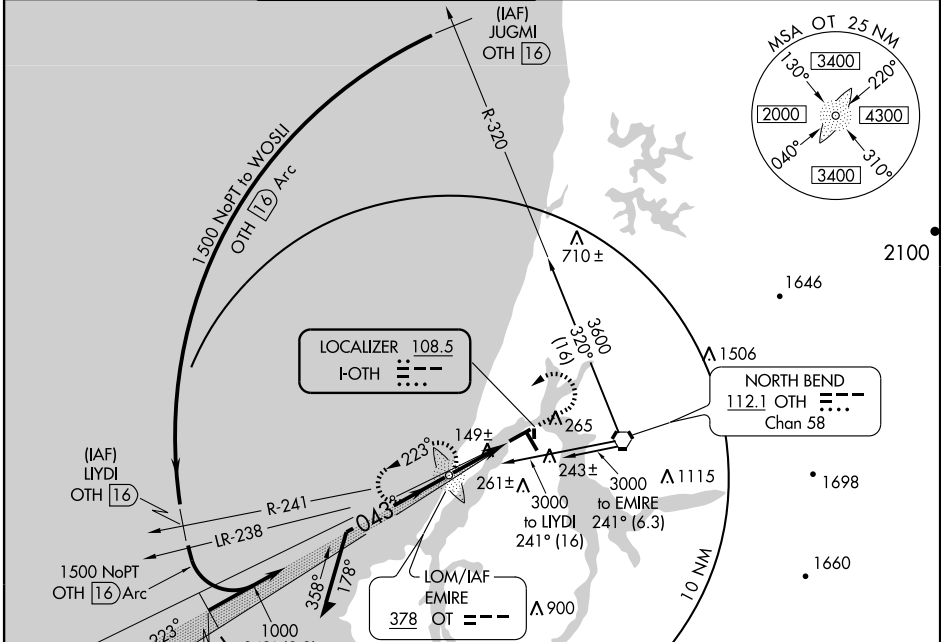 (IAF)
JUGMI
OTH 16
MSA OT 25 NM
130°
3400
220°
2000
4300
040°
3400
310°
R-320
1500 NoPT to WOSLI
OTH 16 Arc
710 ±
2100
1646
3600
320°
(16)
1506
LOCALIZER 108.5
I-OTH
NORTH BEND
112.1 OTH
Chan 58
265
149±
223°
243±
261±
3000
to EMIRE
241° (6.3)
1115
1698
(IAF)
LIYDI
OTH 16
R-241
LR-238
043°
3000
to LIYDI
241° (16)
1500 NoPT
OTH 16 Arc
358°
178°
LOM/IAF
EMIRE
378 OT
900
10 NM
1660
223°
1000